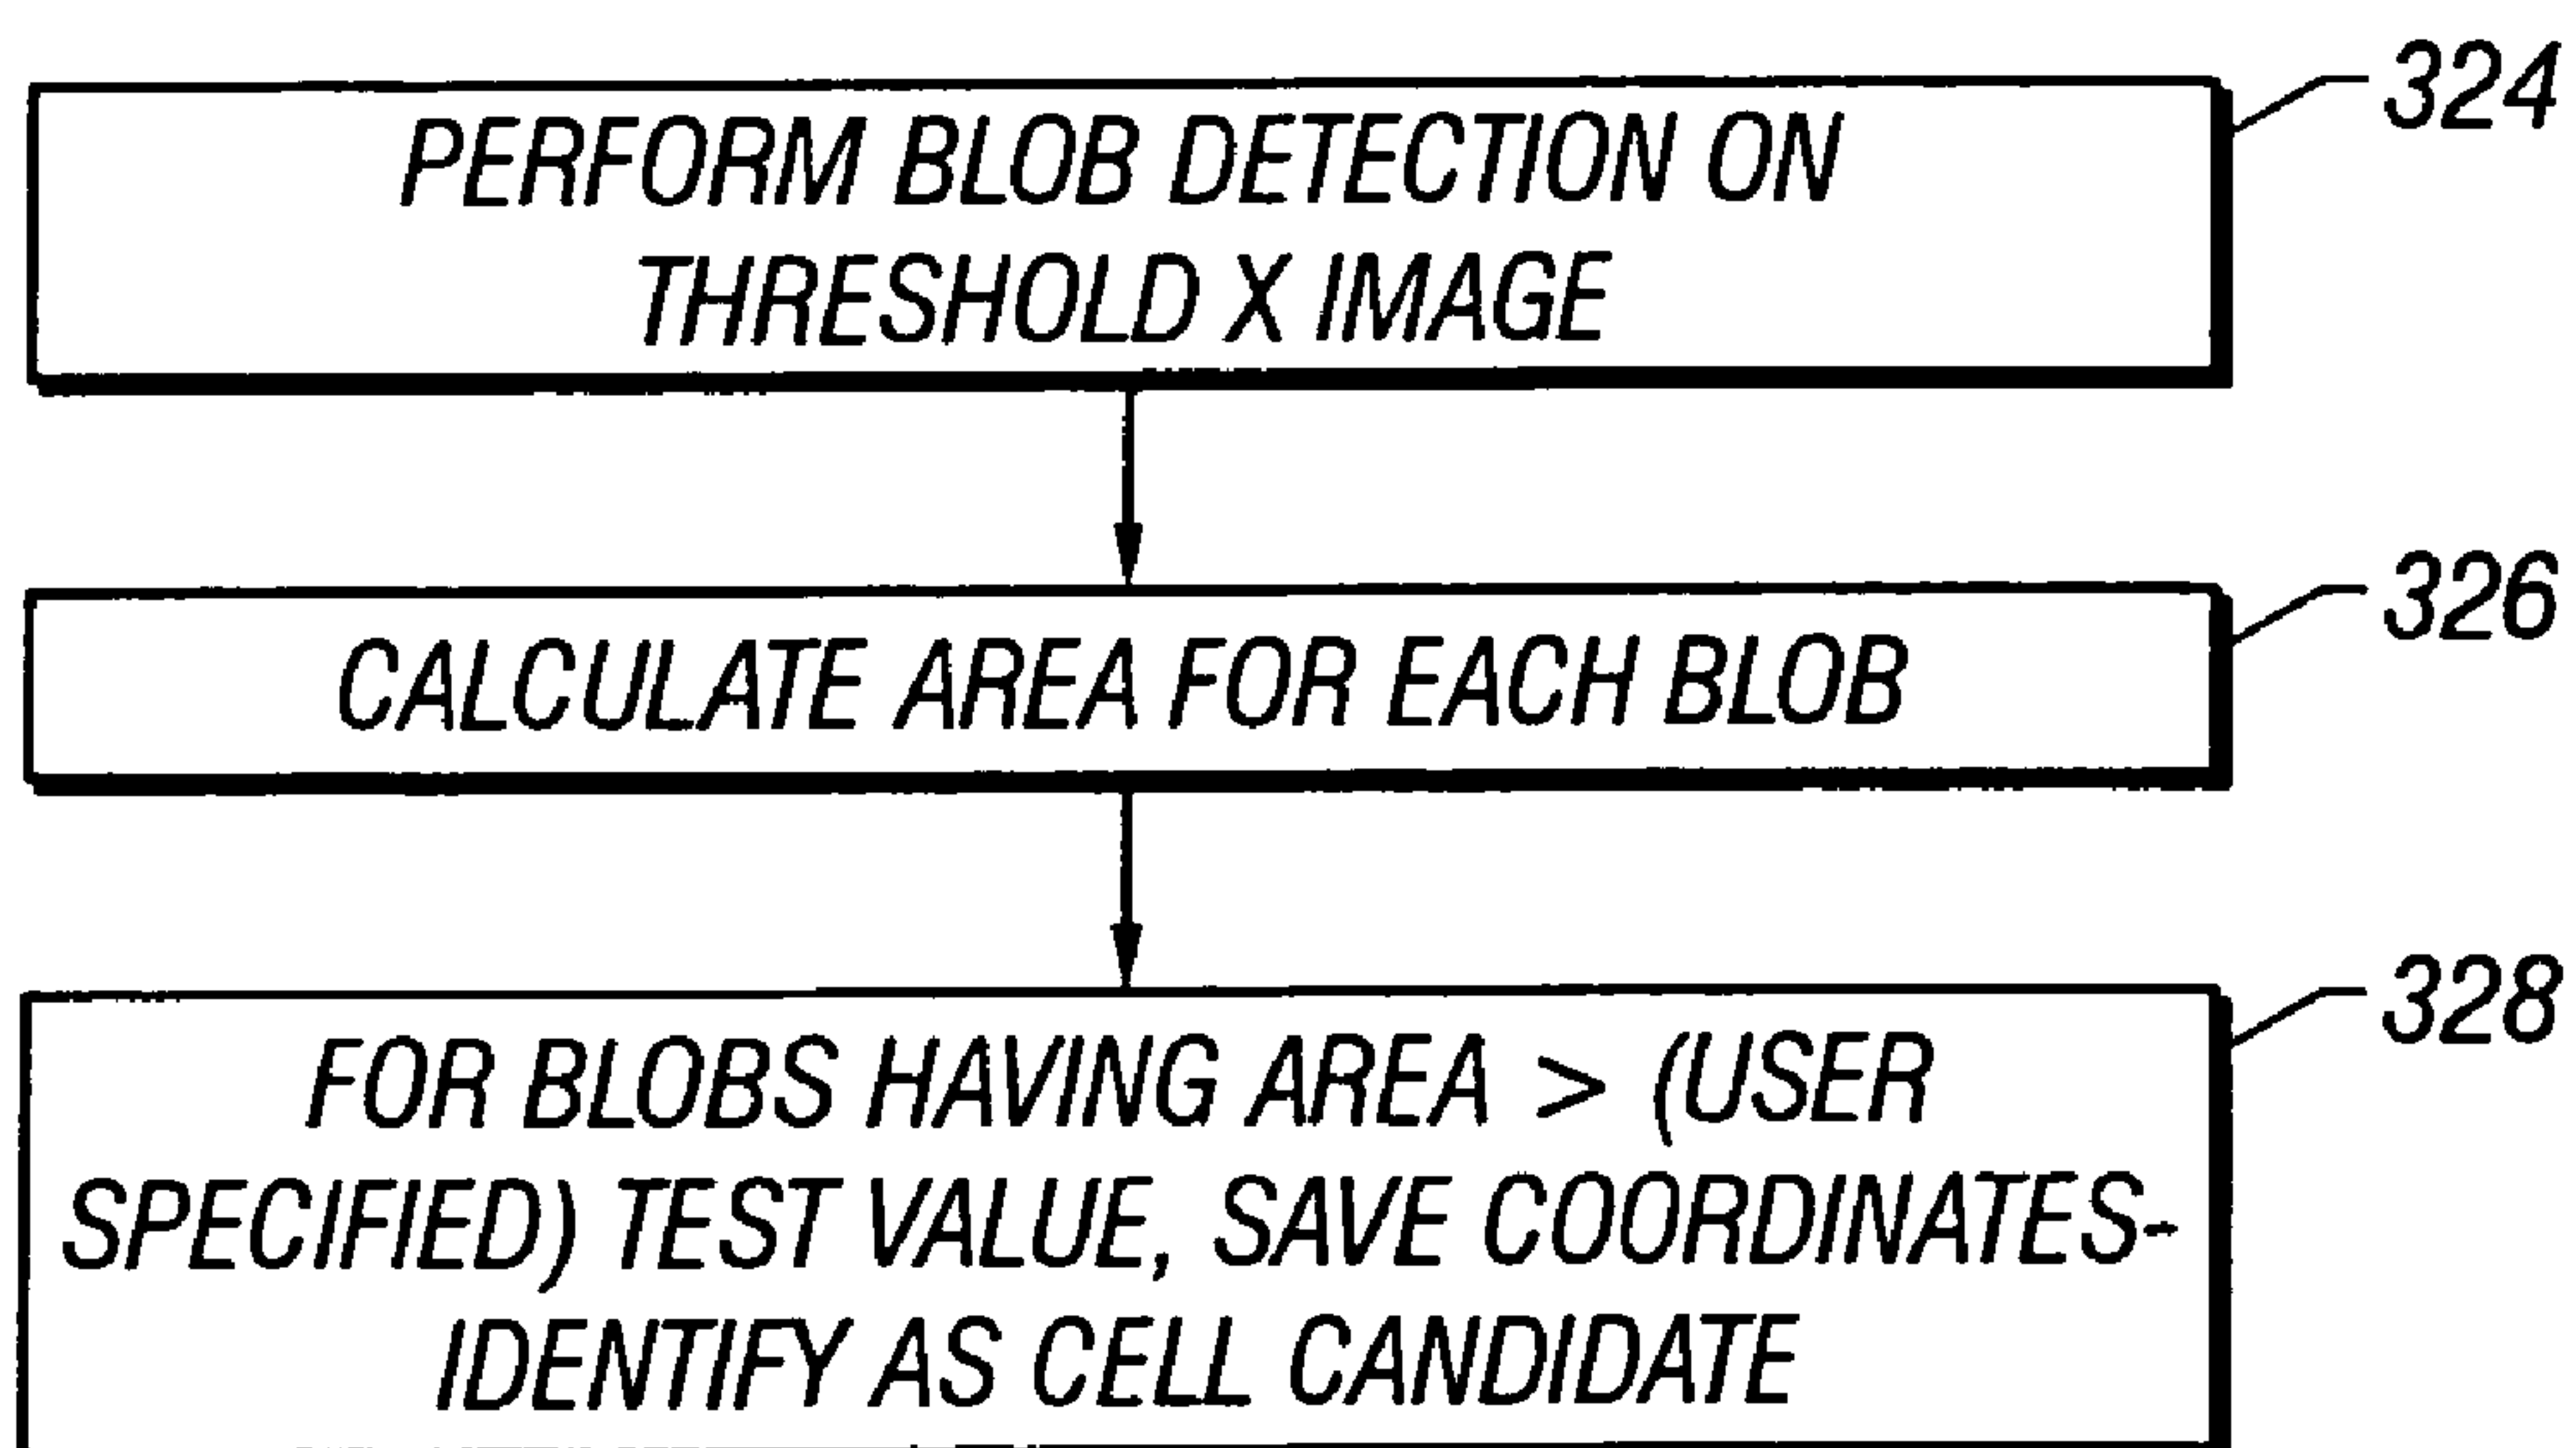 324
PERFORM BLOB DETECTION ON
THRESHOLD X IMAGE
326
CALCULATE AREA FOR EACH BLOB
328
FOR BLOBS HAVING AREA > (USER
SPECIFIED) TEST VALUE, SAVE COORDINATES-
IDENTIFY AS CELL CANDIDATE